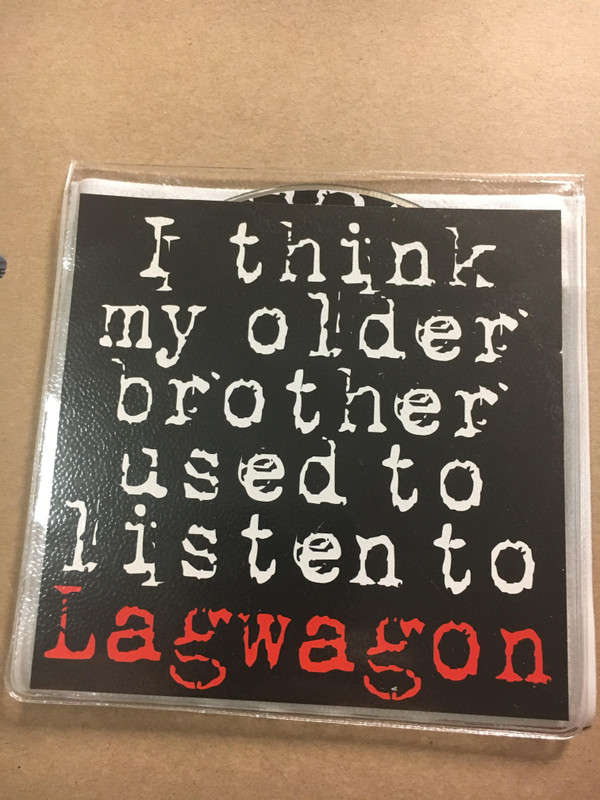 I think
my older
brother
used to
listen to
Lagwagon